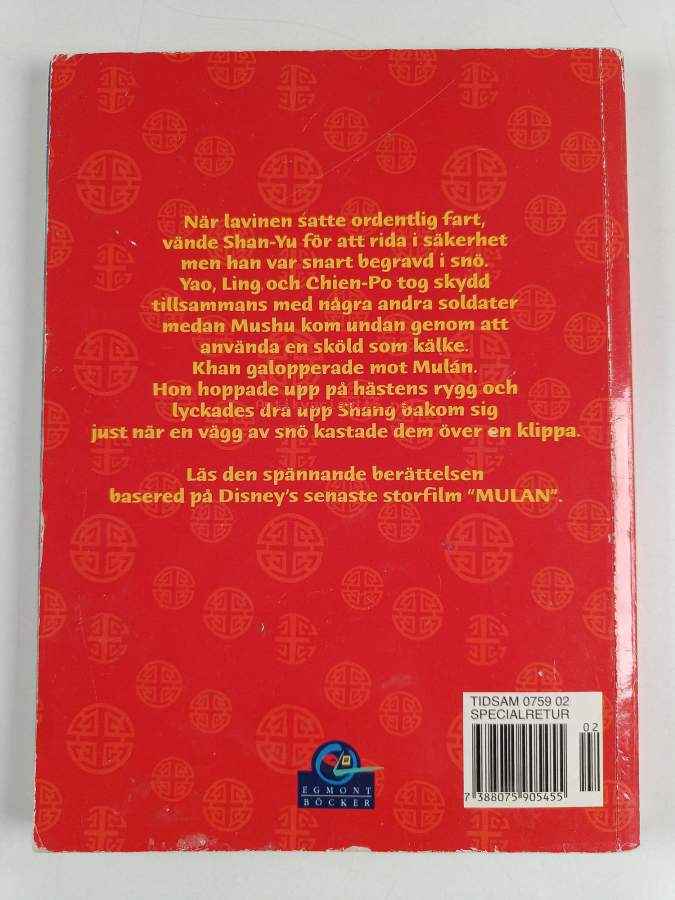 När lavinen satte ordentlig fart,
vände Shan-Yu för att rida i säkerhet
men han var snart begravd i snö.
Yao, Ling och Chien-Po tog skydd
tillsammans med några andra soldater
medan Mushu kom undan genom att
använda en sköld som kälke.
Khan galopperade mot Mulán.
Hon hoppade upp på hästens rygg och
lyckades dra upp Shang bakom sig
just när en vägg av snö kastade dem över en klippa.
Läs den spännande berättelsen
basered på Disney's senaste storfilm “MULAN”.
TIDSAM 0759 02
SPECIALRETUR
02
7 388075 905455
EGMONT
BÖCKER